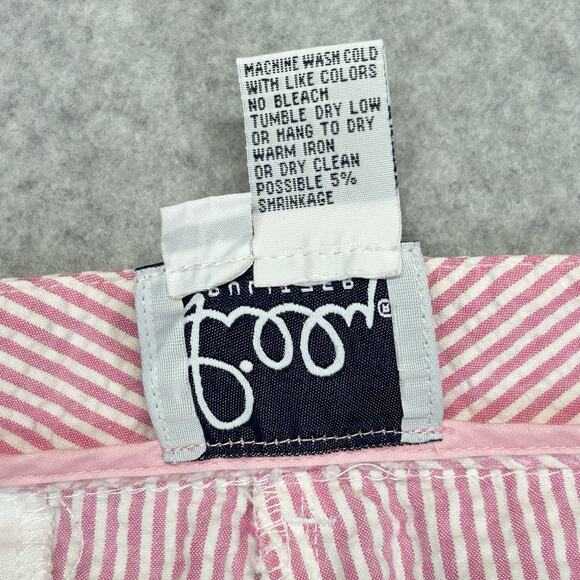 MACHINE WASH COLD
WITH LIKE COLORS
NO BLEACH
TUMBLE DRY LOW
OR HANG TO DRY
WARM IRON
OR DRY CLEAN
POSSIBLE 5%
SHRINKAGE
®